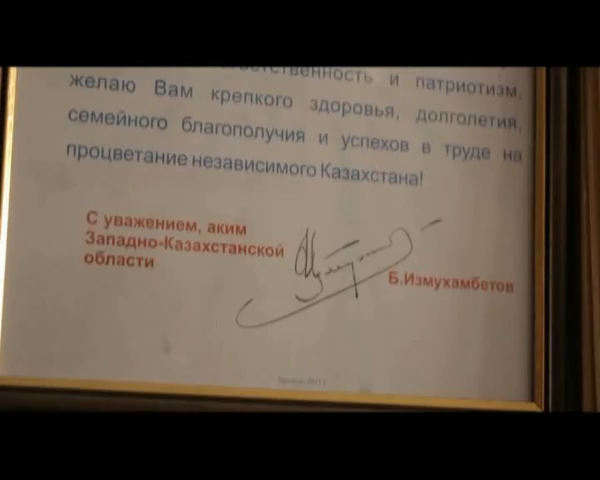 ответственность и патриотизм,
желаю Вам крепкого здоровья, долголетия,
семейного благополучия и успехов в труде на
процветание независимого Казахстана!
С уважением, аким
Западно-Казахстанской
области
Б.Измухамбетов